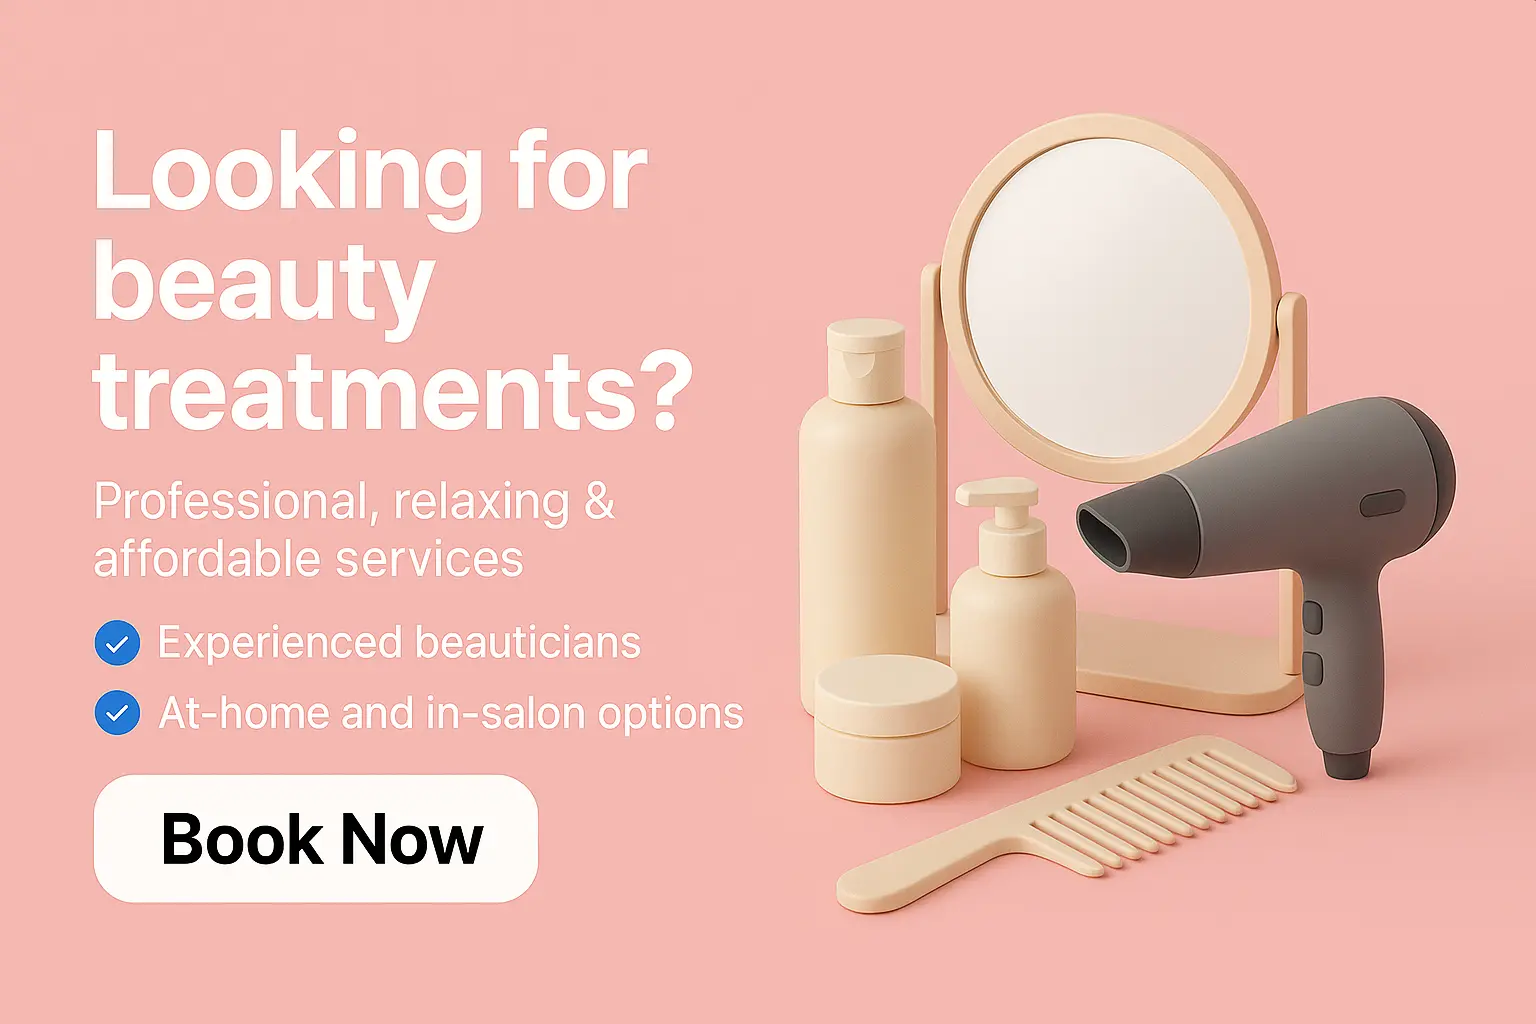 Looking for
beauty
treatments?
Professional, relaxing &
affordable services
Experienced beauticians
At-home and in-salon options
Book Now